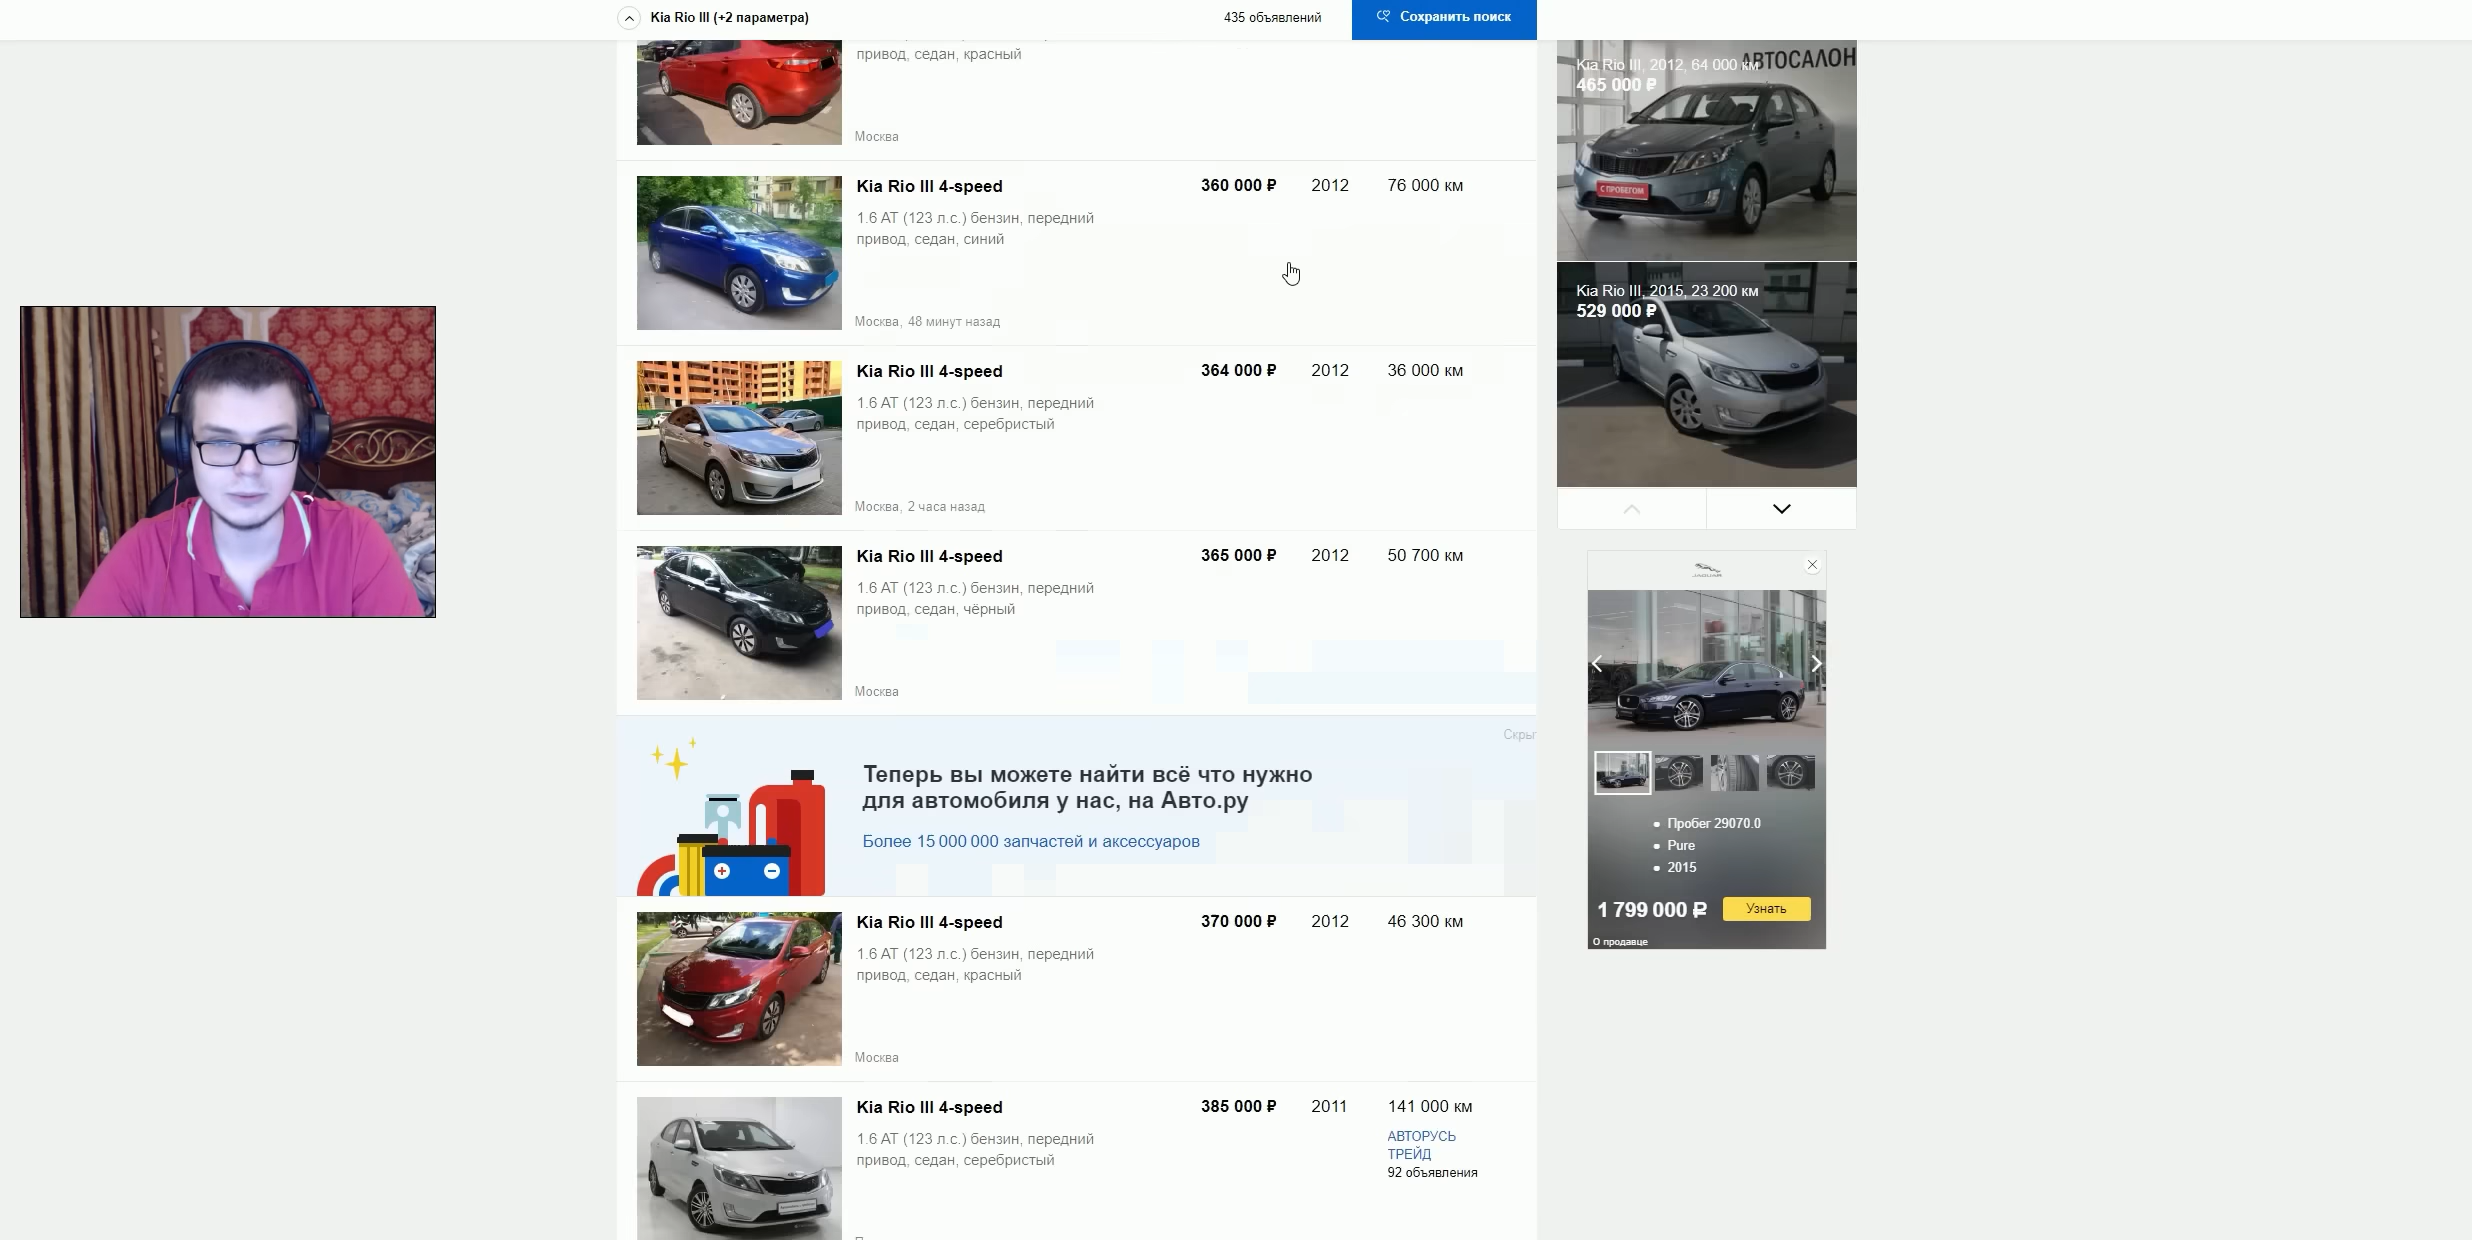 Kia Rio III (+2 параметра)
435 объявлений
Сохранить поиск
привод, седан, красный
Москва
Kia Rio III 4-speed
360 000 ₽
2012
76 000 км
1.6 AT (123 л.с.) бензин, передний
привод, седан, синий
Москва, 48 минут назад
Kia Rio III 4-speed
364 000 ₽
2012
36 000 км
1.6 AT (123 л.с.) бензин, передний
привод, седан, серебристый
Москва, 2 часа назад
Kia Rio III 4-speed
365 000 ₽
2012
50 700 км
1.6 AT (123 л.с.) бензин, передний
привод, седан, чёрный
Москва
Скры
Теперь вы можете найти всё что нужно
для автомобиля у нас, на Авто.ру
Более 15 000 000 запчастей и аксессуаров
Kia Rio III 4-speed
370 000 ₽
2012
46 300 км
1.6 AT (123 л.с.) бензин, передний
привод, седан, красный
Москва
Kia Rio III 4-speed
385 000 ₽
2011
141 000 км
1.6 AT (123 л.с.) бензин, передний
привод, седан, серебристый
АВТОРУСЬ
ТРЕЙД
92 объявления
АВТОСАЛОН
Kia Rio III, 2012, 64 000 км
465 000 ₽
С ПРОБЕГОМ
Kia Rio III, 2015, 23 200 км
529 000 ₽
JAGUAR
Пробег 29070.0
Pure
2015
1 799 000 ₽
Узнать
О продавце